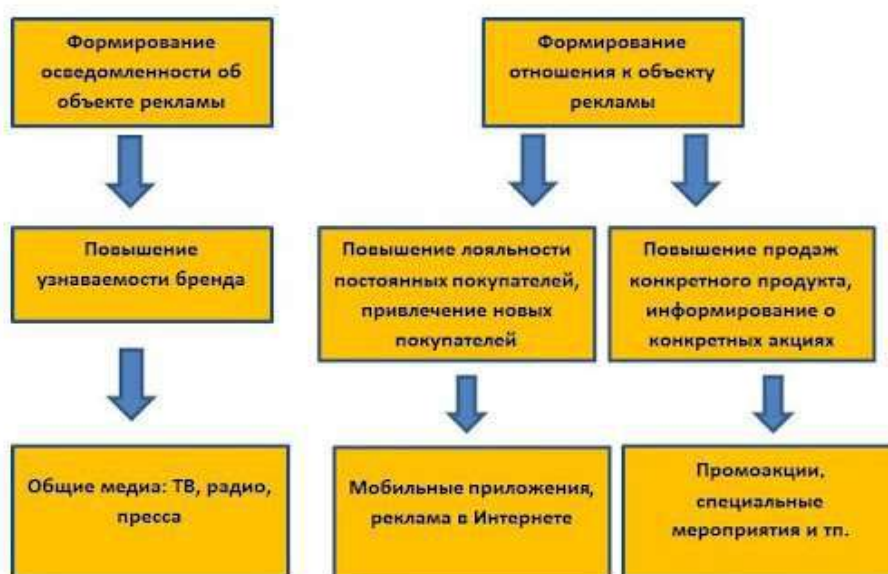 Формирование
осведомленности об
объекте рекламы
Формирование
отношения к объекту
рекламы
Повышение
узнаваемости бренда
Повышение лояльности
постоянных покупателей,
привлечение новых
покупателей
Повышение продаж
конкретного продукта,
информирование о
конкретных акциях
Общие медиа: ТВ, радио,
пресса
Мобильные приложения,
реклама в Интернете
Промоакции,
специальные
мероприятия и тп.